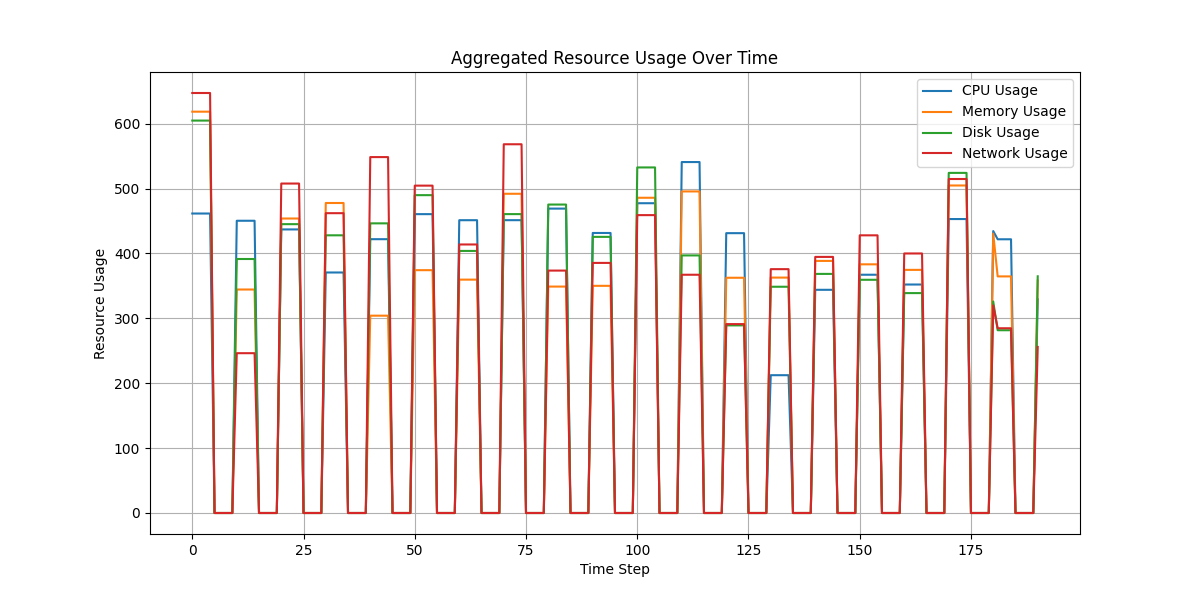 Aggregated Resource Usage Over Time
CPU Usage
Memory Usage
Disk Usage
Network Usage
Resource Usage
600
500
400
300
200
100
0
0 25 50 75 100 125 150 175
Time Step